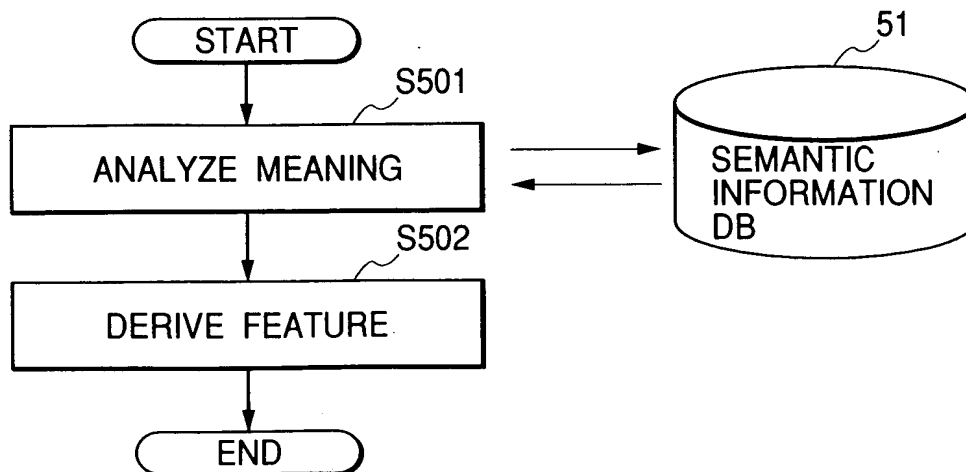 START
51
S501
ANALYZE MEANING
SEMANTIC
INFORMATION
DB
S502
DERIVE FEATURE
END